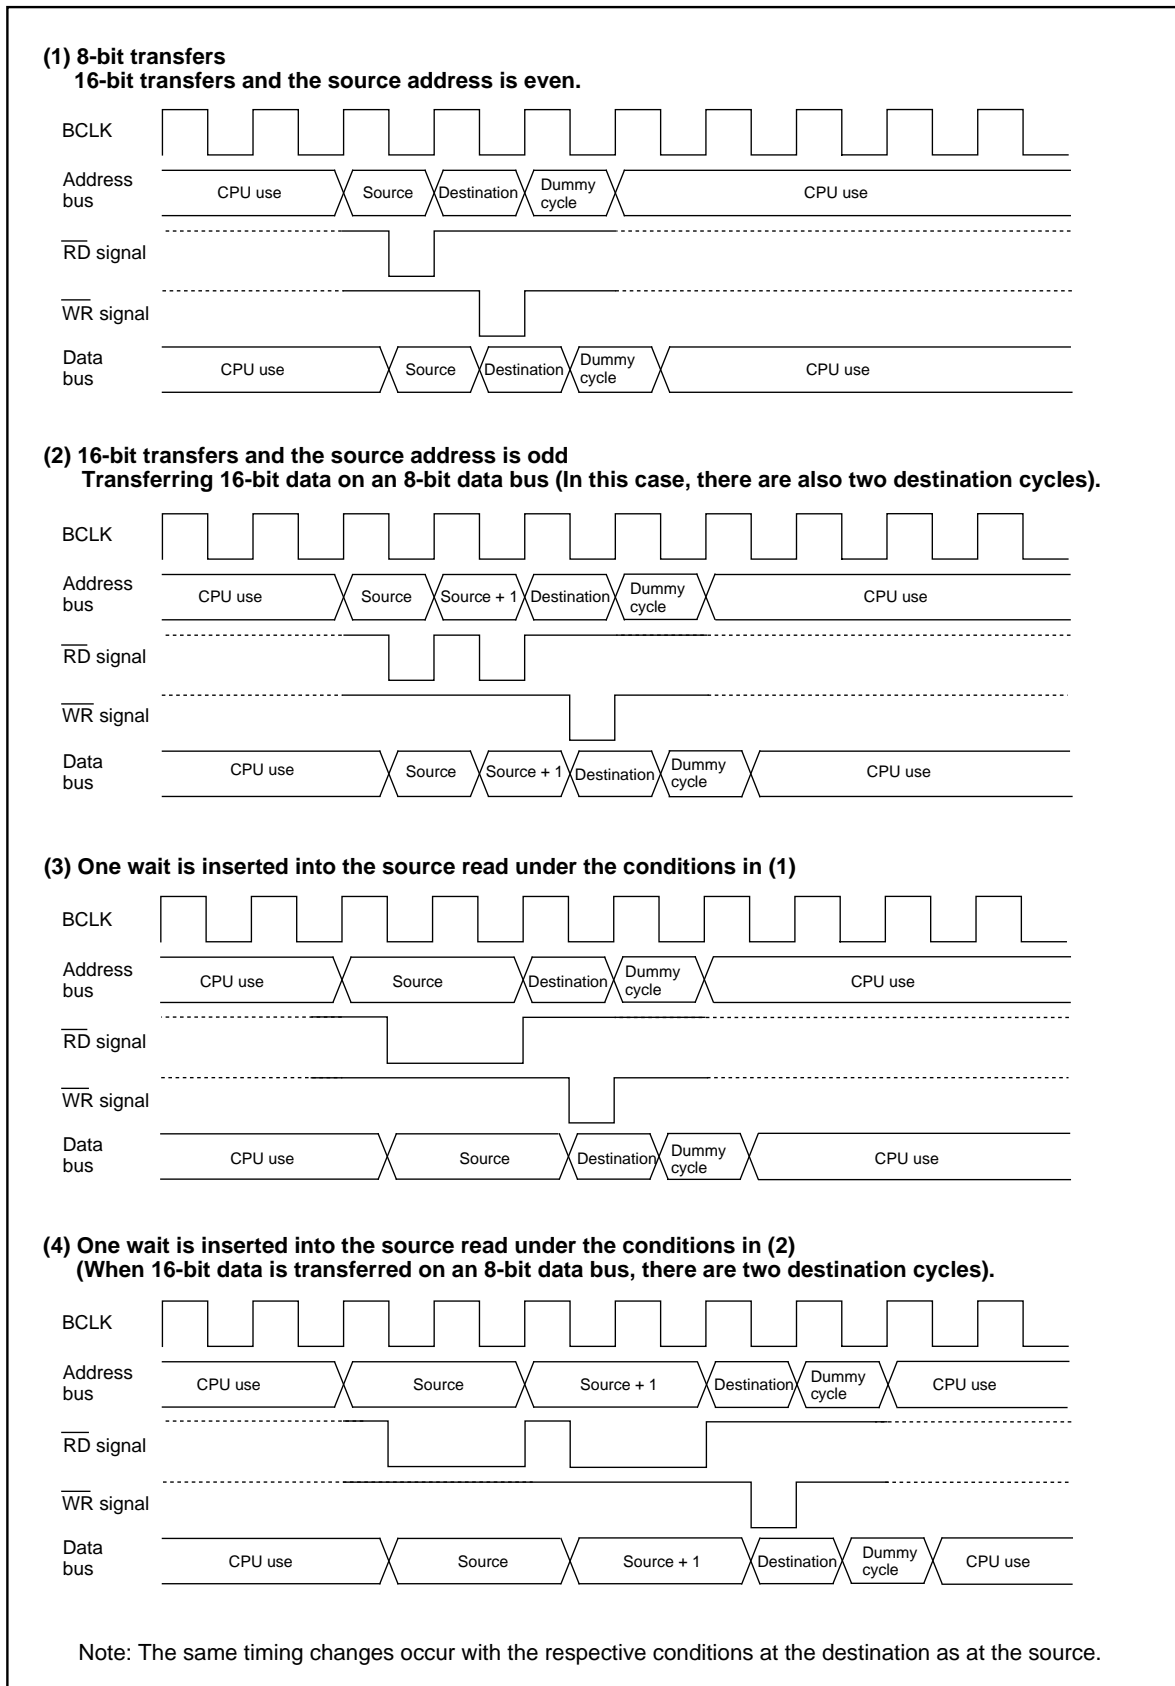 (1) 8-bit transfers
16-bit transfers and the source address is even.
BCLK
Address
bus
CPU use
Source
Destination
Dummy
cycle
CPU use
RD signal
WR signal
Data
bus
CPU use
Source
Destination
Dummy
cycle
CPU use
(2) 16-bit transfers and the source address is odd
Transferring 16-bit data on an 8-bit data bus (In this case, there are also two destination cycles).
BCLK
Address
bus
CPU use
Source
Source + 1
Destination
Dummy
cycle
CPU use
RD signal
WR signal
Data
bus
CPU use
Source
Source + 1
Destination
Dummy
cycle
CPU use
(3) One wait is inserted into the source read under the conditions in (1)
BCLK
Address
bus
CPU use
Source
Destination
Dummy
cycle
CPU use
RD signal
WR signal
Data
bus
CPU use
Source
Destination
Dummy
cycle
CPU use
(4) One wait is inserted into the source read under the conditions in (2)
(When 16-bit data is transferred on an 8-bit data bus, there are two destination cycles).
BCLK
Address
bus
CPU use
Source
Source + 1
Destination
Dummy
cycle
CPU use
RD signal
WR signal
Data
bus
CPU use
Source
Source + 1
Destination
Dummy
cycle
CPU use
Note: The same timing changes occur with the respective conditions at the destination as at the source.